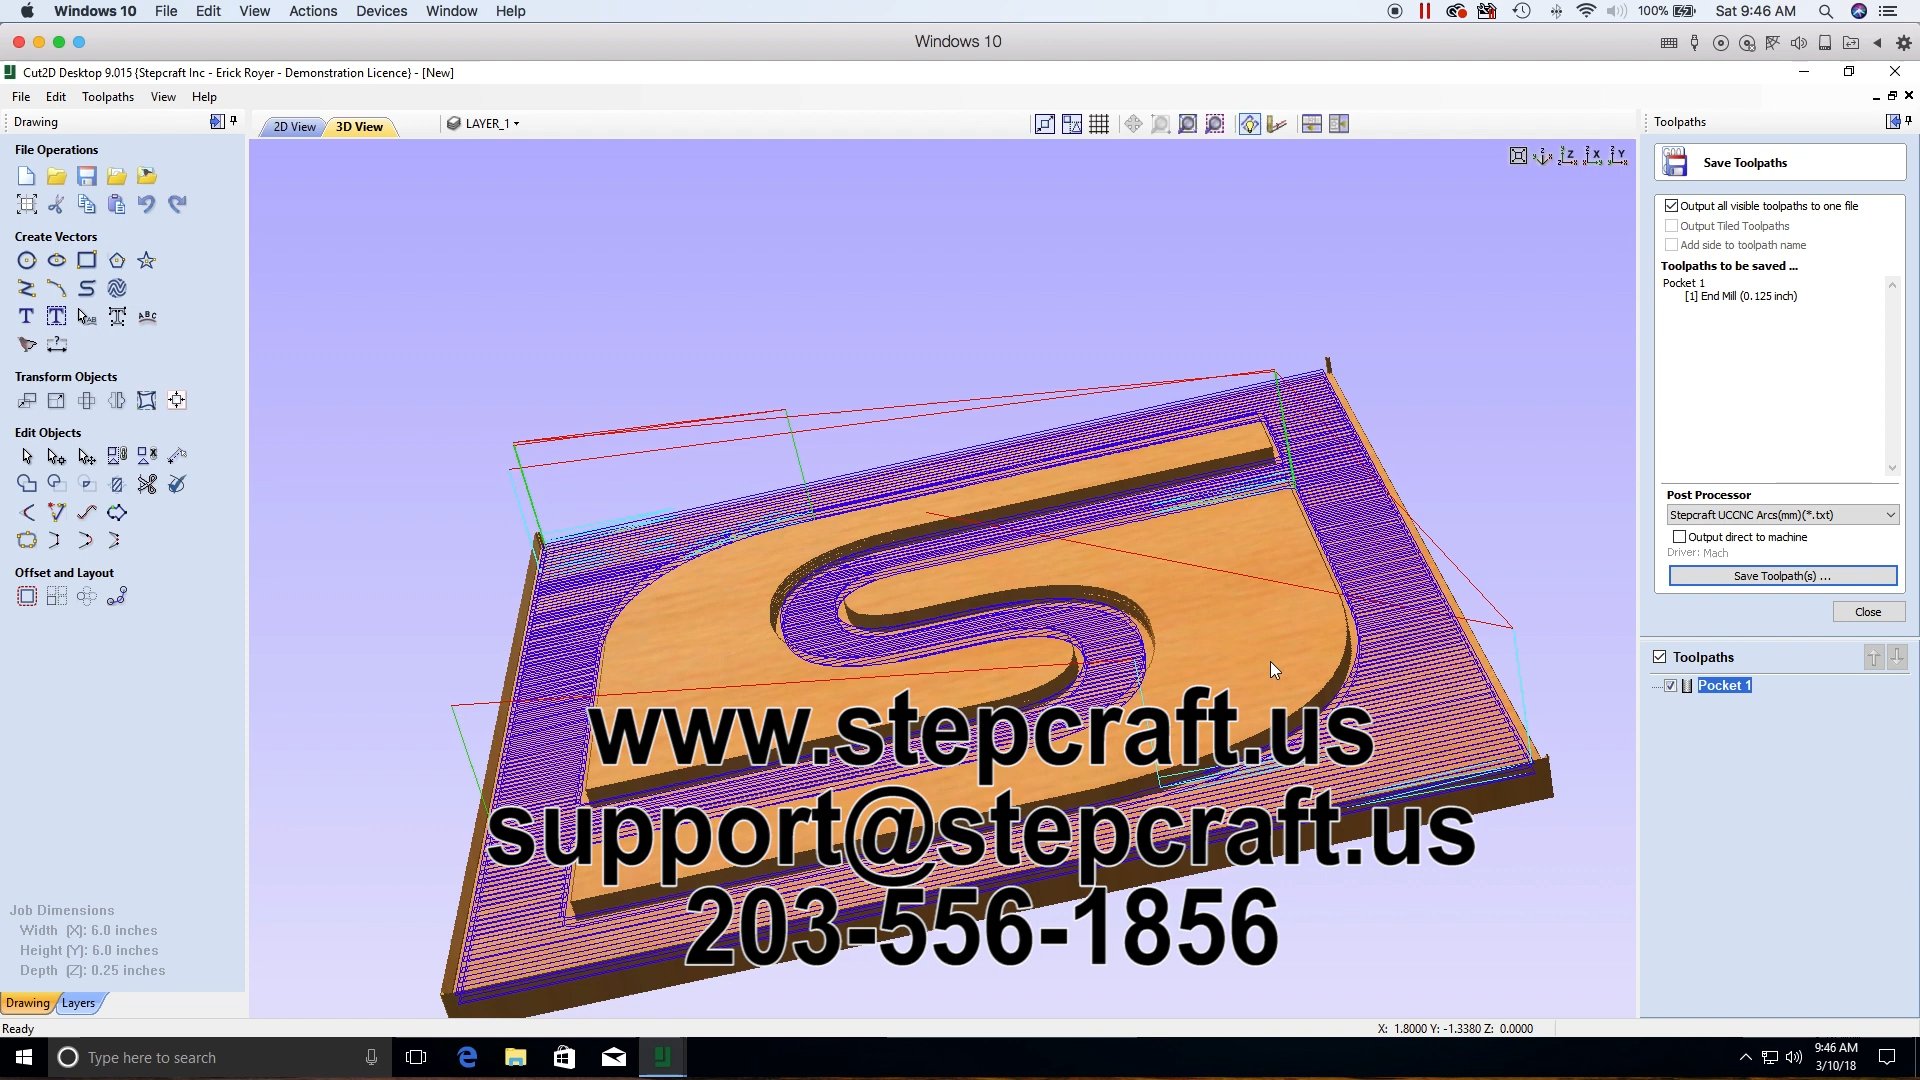 Windows 10 File Edit View Actions Devices Window Help 100% Sat 9:46 AM
Windows 10
Cut2D Desktop 9.015 {Stepcraft Inc - Erick Royer - Demonstration Licence} - [New]
File Edit Toolpaths View Help
Drawing
2D View 3D View LAYER_1
Toolpaths
File Operations
Create Vectors
Transform Objects
Edit Objects
Offset and Layout
Job Dimensions
Width (X): 6.0 inches
Height (Y): 6.0 inches
Depth (Z): 0.25 inches
Drawing Layers
Ready
Save Toolpaths
Output all visible toolpaths to one file
Output Tiled Toolpaths
Add side to toolpath name
Toolpaths to be saved ...
Pocket 1
[1] End Mill (0.125 inch)
Post Processor
Stepcraft UCCNC Arcs(mm)(*.txt)
Output direct to machine
Driver: Mach
Save Toolpath(s) ...
Close
Toolpaths
Pocket 1
www.stepcraft.us
support@stepcraft.us
203-556-1856
X: 1.8000 Y: -1.3380 Z: 0.0000
Type here to search
9:46 AM
3/10/18